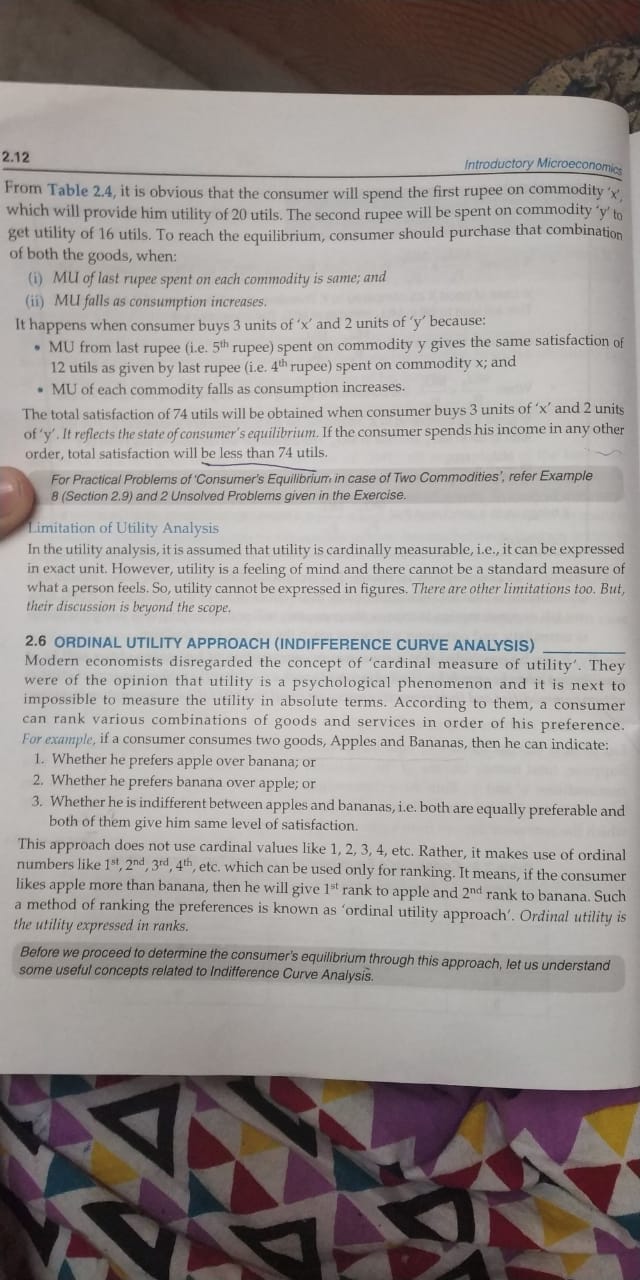 2.12
Introductory Microeconomics
From Table 2.4, it is obvious that the consumer will spend the first rupee on commodity 'x',
which will provide him utility of 20 utils. The second rupee will be spent on commodity 'y' to
get utility of 16 utils. To reach the equilibrium, consumer should purchase that combination
of both the goods, when:
(i) MU of last rupee spent on each commodity is same; and
(ii) MU falls as consumption increases.
It happens when consumer buys 3 units of 'x' and 2 units of 'y' because:
• MU from last rupee (i.e. 5th rupee) spent on commodity y gives the same satisfaction of
12 utils as given by last rupee (i.e. 4th rupee) spent on commodity x; and
• MU of each commodity falls as consumption increases.
The total satisfaction of 74 utils will be obtained when consumer buys 3 units of 'x' and 2 units
of 'y'. It reflects the state of consumer's equilibrium. If the consumer spends his income in any other
order, total satisfaction will be less than 74 utils.
For Practical Problems of 'Consumer's Equilibrium in case of Two Commodities', refer Example
8 (Section 2.9) and 2 Unsolved Problems given in the Exercise.
Limitation of Utility Analysis
In the utility analysis, it is assumed that utility is cardinally measurable, i.e., it can be expressed
in exact unit. However, utility is a feeling of mind and there cannot be a standard measure of
what a person feels. So, utility cannot be expressed in figures. There are other limitations too. But,
their discussion is beyond the scope.
2.6 ORDINAL UTILITY APPROACH (INDIFFERENCE CURVE ANALYSIS)
Modern economists disregarded the concept of 'cardinal measure of utility'. They
were of the opinion that utility is a psychological phenomenon and it is next to
impossible to measure the utility in absolute terms. According to them, a consumer
can rank various combinations of goods and services in order of his preference.
For example, if a consumer consumes two goods, Apples and Bananas, then he can indicate:
1. Whether he prefers apple over banana; or
2. Whether he prefers banana over apple; or
3. Whether he is indifferent between apples and bananas, i.e. both are equally preferable and
both of them give him same level of satisfaction.
This approach does not use cardinal values like 1, 2, 3, 4, etc. Rather, it makes use of ordinal
numbers like 1st, 2nd, 3rd, 4th, etc. which can be used only for ranking. It means, if the consumer
likes apple more than banana, then he will give 1st rank to apple and 2nd rank to banana. Such
a method of ranking the preferences is known as 'ordinal utility approach'. Ordinal utility is
the utility expressed in ranks.
Before we proceed to determine the consumer's equilibrium through this approach, let us understand
some useful concepts related to Indifference Curve Analysis.